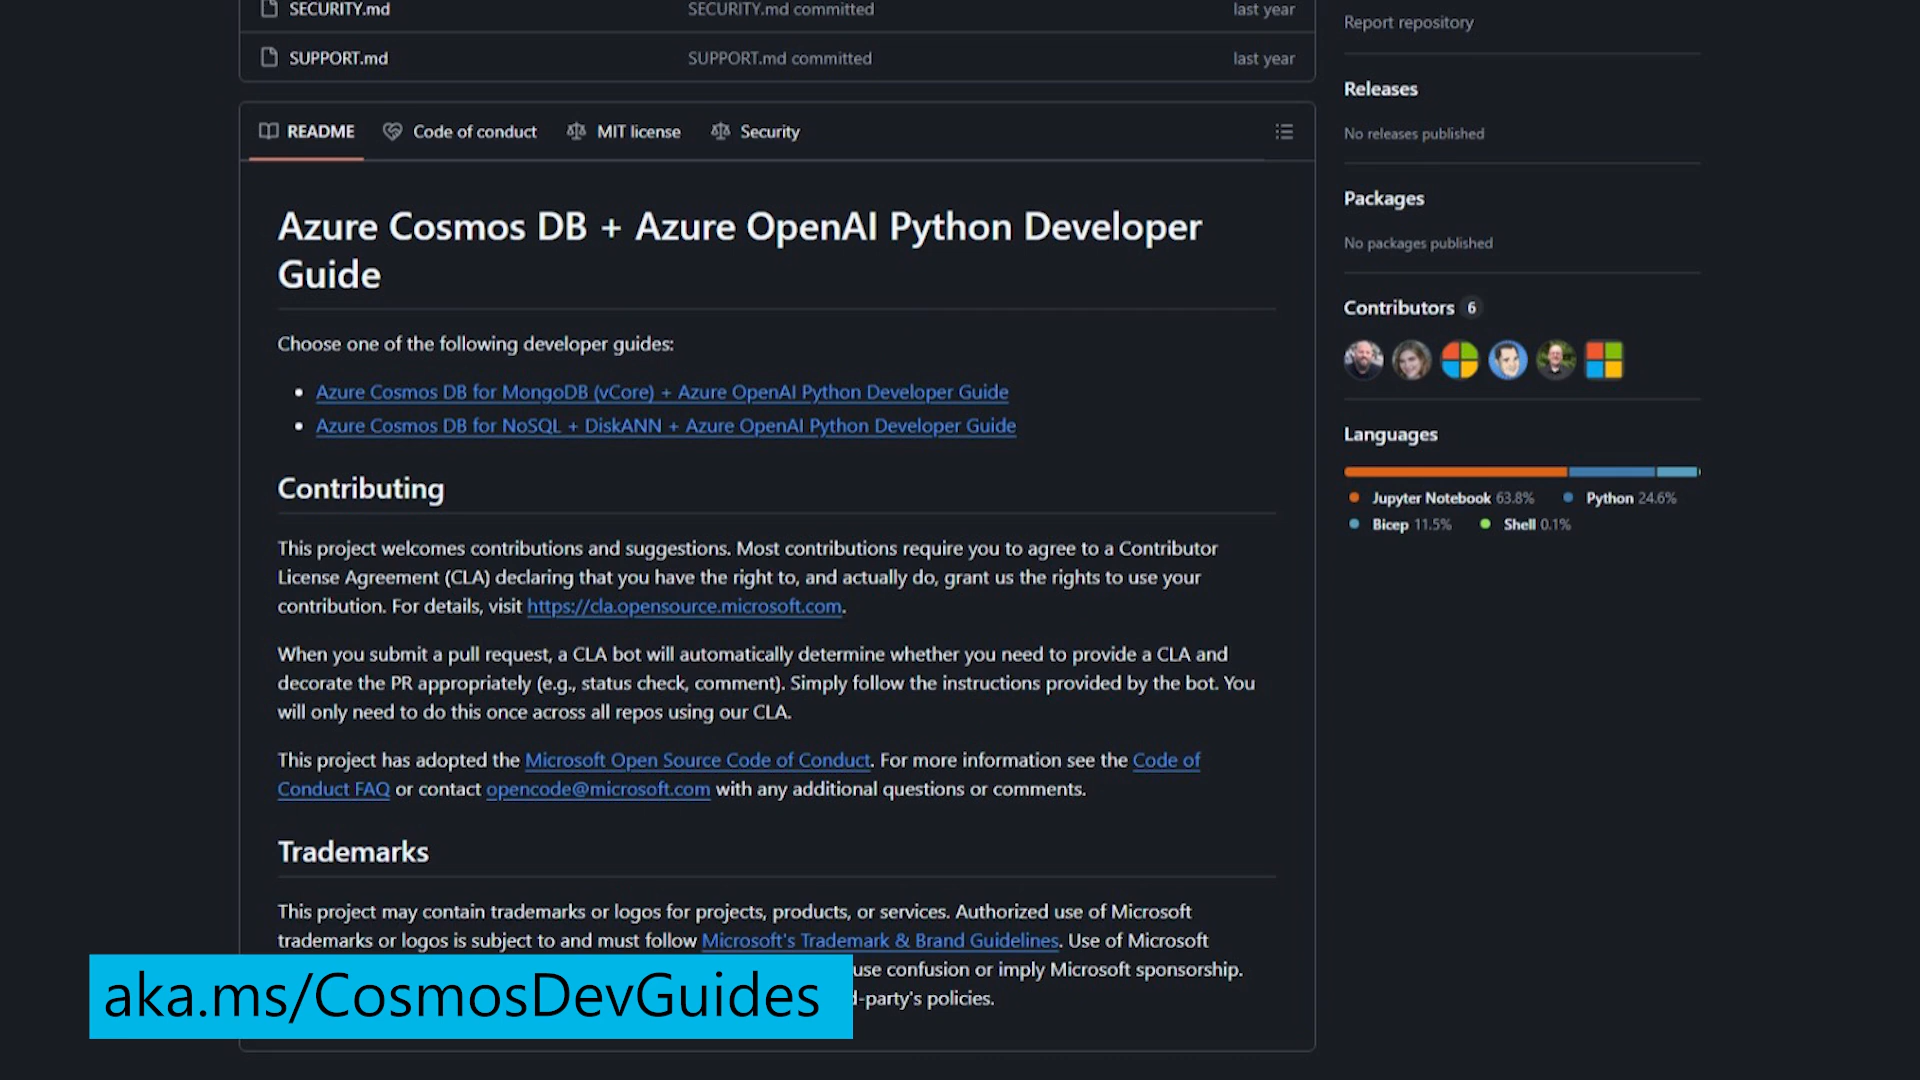 SECURITY.md SECURITY.md committed last year
SUPPORT.md SUPPORT.md committed last year
README Code of conduct MIT license Security
Azure Cosmos DB + Azure OpenAI Python Developer
Guide
Choose one of the following developer guides:
Azure Cosmos DB for MongoDB (vCore) + Azure OpenAI Python Developer Guide
Azure Cosmos DB for NoSQL + DiskANN + Azure OpenAI Python Developer Guide
Contributing
This project welcomes contributions and suggestions. Most contributions require you to agree to a Contributor
License Agreement (CLA) declaring that you have the right to, and actually do, grant us the rights to use your
contribution. For details, visit https://cla.opensource.microsoft.com.
When you submit a pull request, a CLA bot will automatically determine whether you need to provide a CLA and
decorate the PR appropriately (e.g., status check, comment). Simply follow the instructions provided by the bot. You
will only need to do this once across all repos using our CLA.
This project has adopted the Microsoft Open Source Code of Conduct. For more information see the Code of
Conduct FAQ or contact opencode@microsoft.com with any additional questions or comments.
Trademarks
This project may contain trademarks or logos for projects, products, or services. Authorized use of Microsoft
trademarks or logos is subject to and must follow Microsoft's Trademark & Brand Guidelines. Use of Microsoft
use confusion or imply Microsoft sponsorship.
d-party's policies.
aka.ms/CosmosDevGuides
Report repository
Releases
No releases published
Packages
No packages published
Contributors 6
Languages
Jupyter Notebook 63.8% Python 24.6%
Bicep 11.5% Shell 0.1%